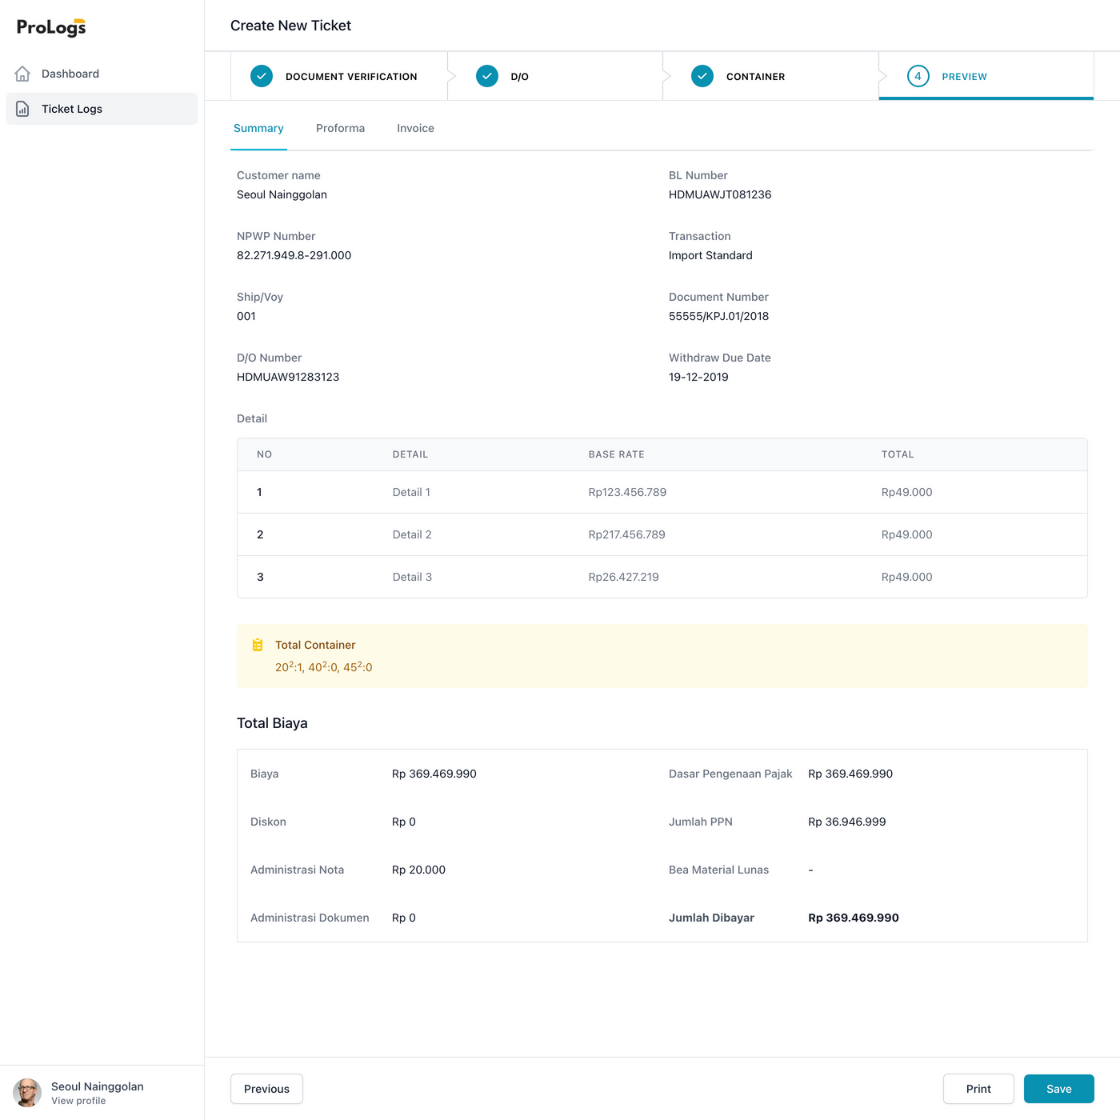 ProLogs
Dashboard
Ticket Logs
Seoul Nainggolan
View profile
Create New Ticket
DOCUMENT VERIFICATION
D/O
CONTAINER
4 PREVIEW
Summary Proforma Invoice
Customer name
Seoul Nainggolan
BL Number
HDMUAWJT081236
NPWP Number
82.271.949.8-291.000
Transaction
Import Standard
Ship/Voy
001
Document Number
55555/KPJ.01/2018
D/O Number
HDMUAW91283123
Withdraw Due Date
19-12-2019
Detail
NO DETAIL BASE RATE TOTAL
1 Detail 1 Rp123.456.789 Rp49.000
2 Detail 2 Rp217.456.789 Rp49.000
3 Detail 3 Rp26.427.219 Rp49.000
Total Container
20²:1, 40²:0, 45²:0
Total Biaya
Biaya Rp 369.469.990 Dasar Pengenaan Pajak Rp 369.469.990
Diskon Rp 0 Jumlah PPN Rp 36.946.999
Administrasi Nota Rp 20.000 Bea Material Lunas -
Administrasi Dokumen Rp 0 Jumlah Dibayar Rp 369.469.990
Previous Print Save